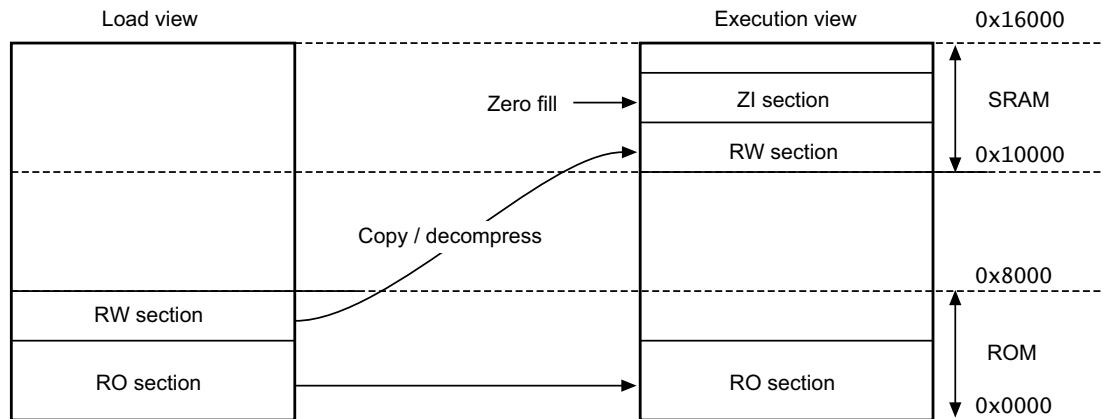 Load view
Execution view
0x16000
Zero fill
ZI section
SRAM
RW section
0x10000
Copy / decompress
0x8000
RW section
ROM
RO section
RO section
0x0000